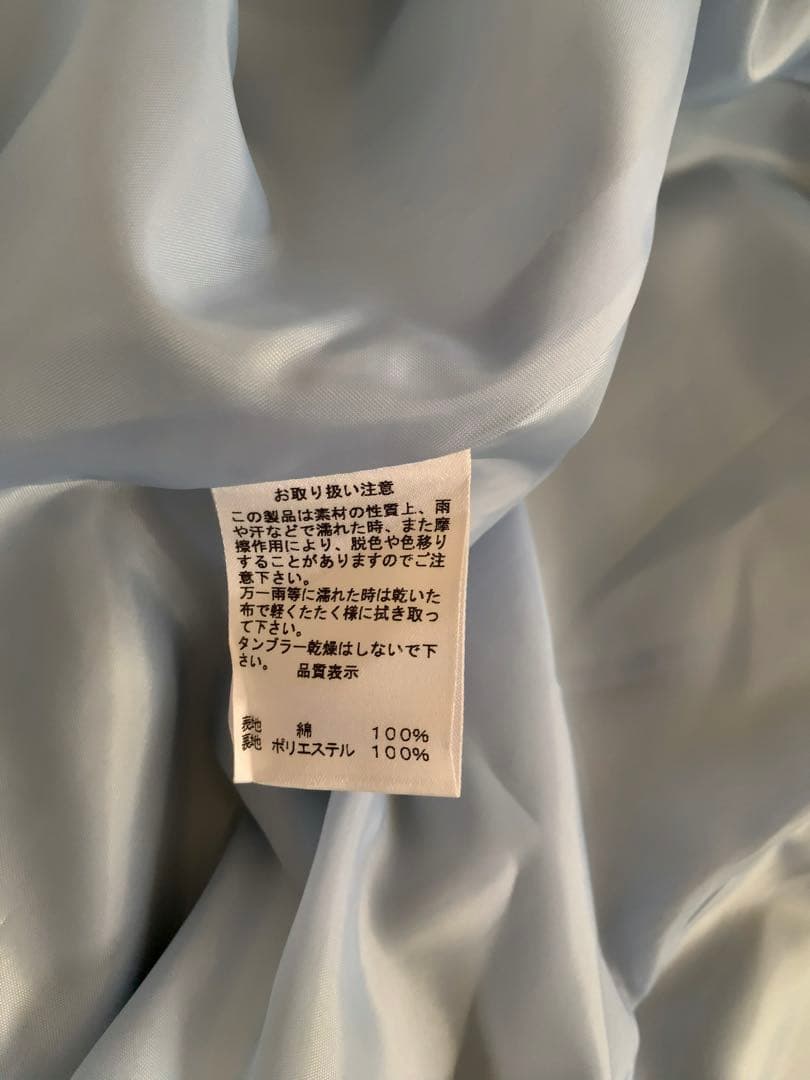 お取り扱い注意
この製品は素材の性質上、雨
や汗などで濡れた時、また摩
擦作用により、脱色や色移り
することがありますのでご注
意下さい。
万一雨等に濡れた時は乾いた
布で軽くたたく様に拭き取っ
て下さい。
タンブラー乾燥はしないで下
さい。
品質表示
表地 綿 100%
裏地 ポリエステル 100%